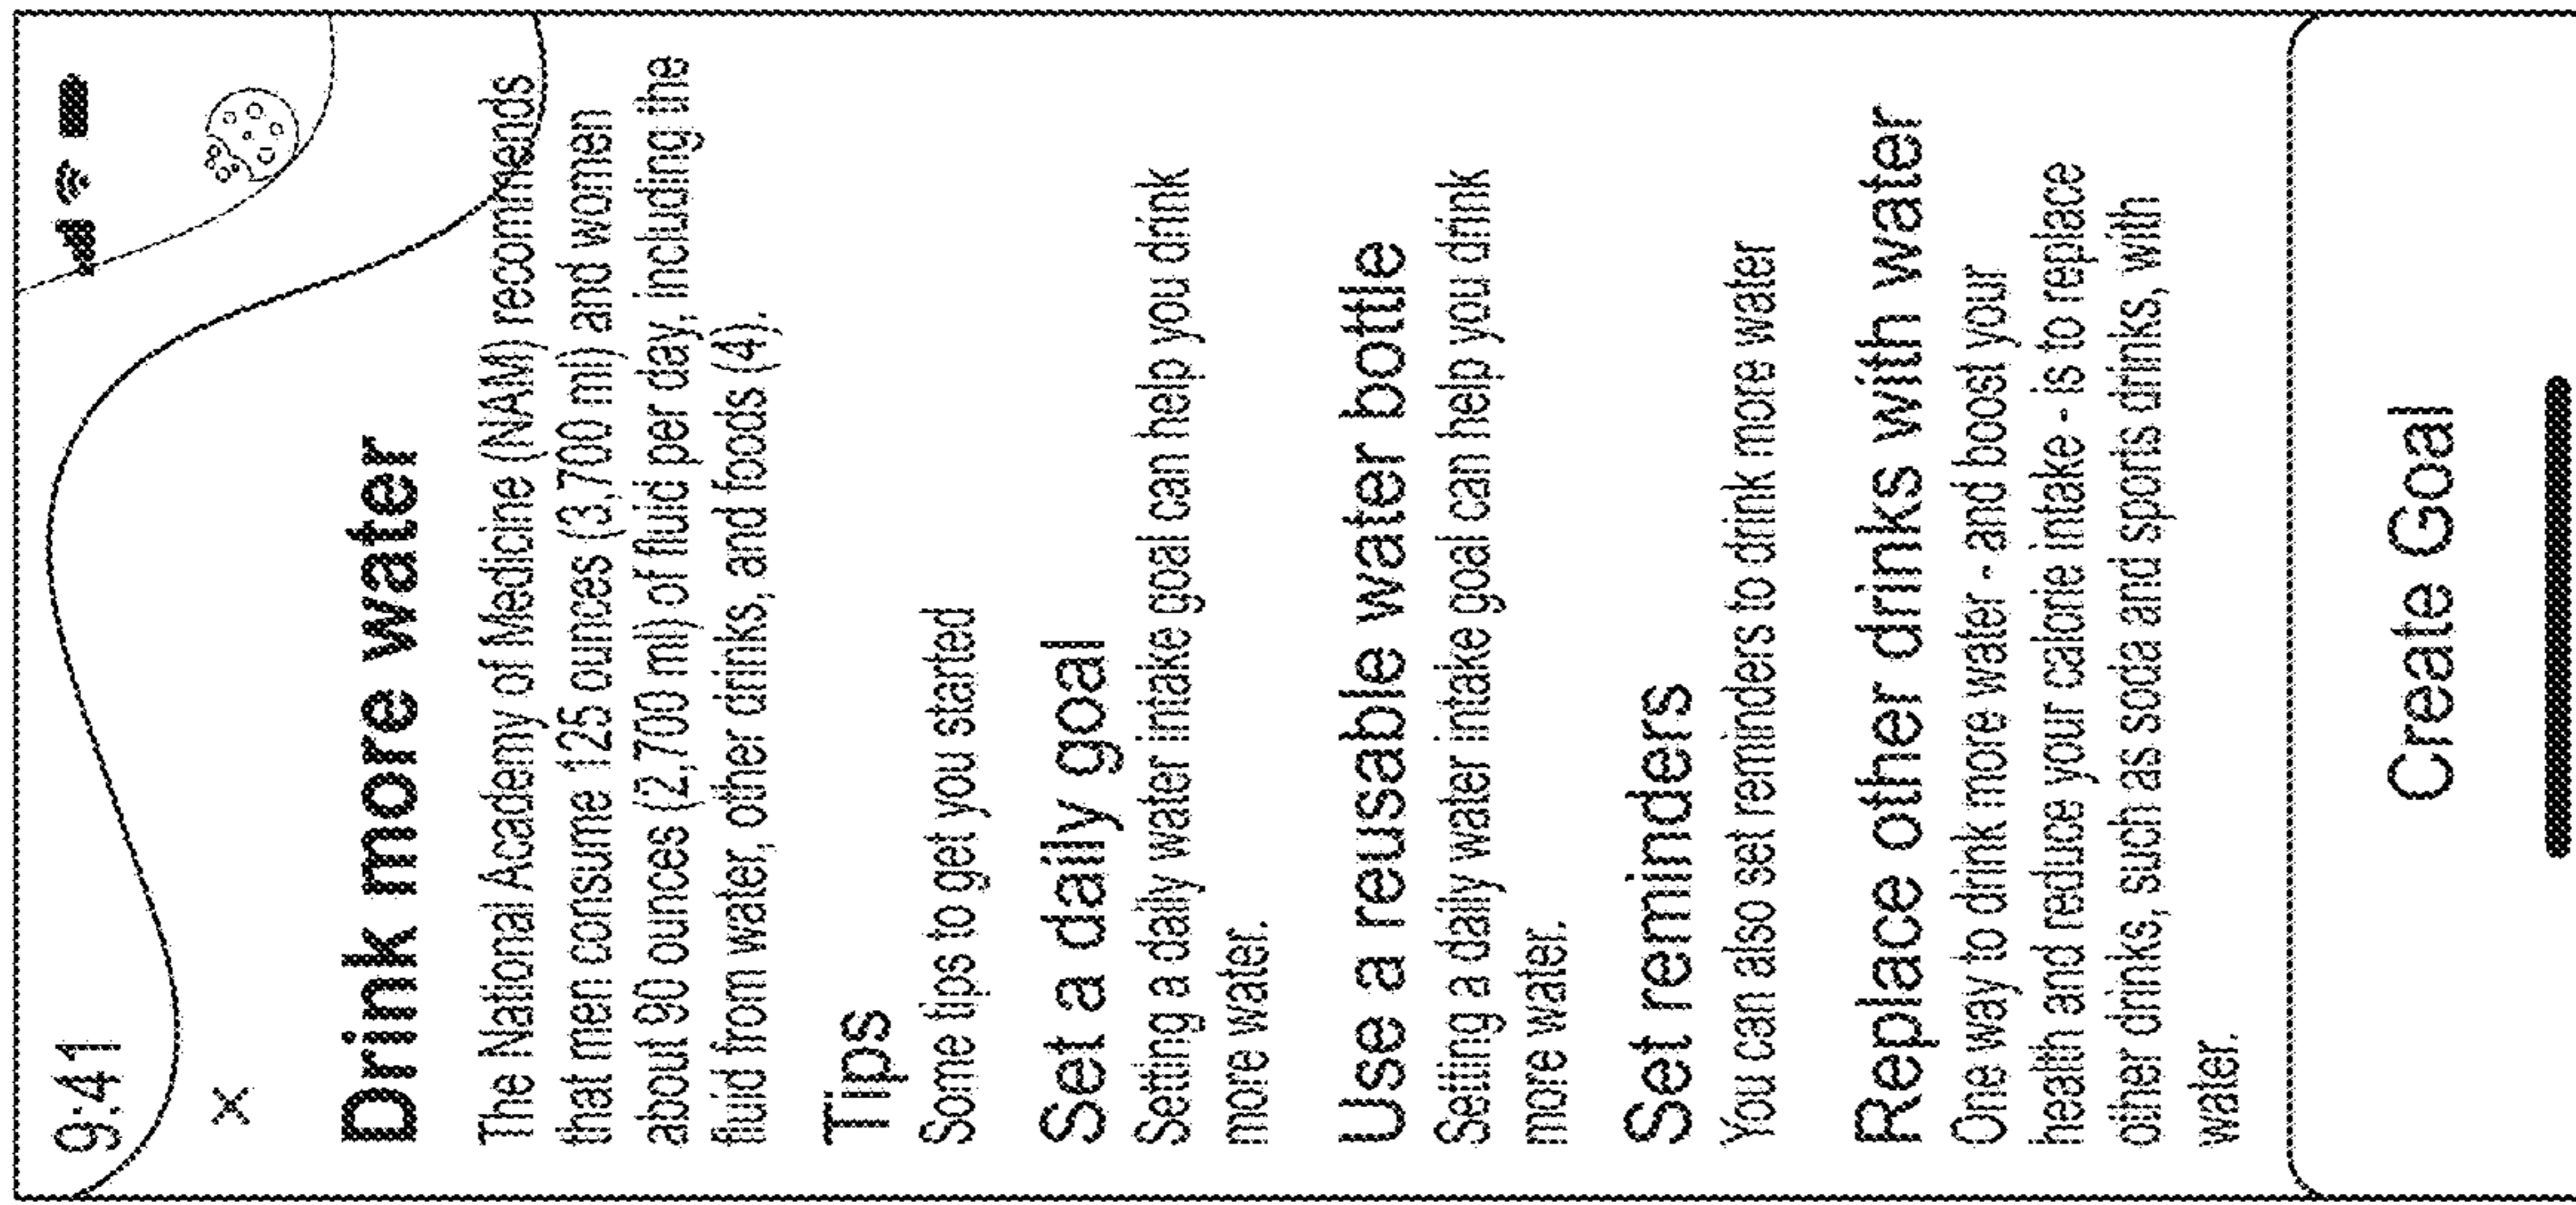 9:41
×
Drink more water
The National Academy of Medicine (NAM) recommends
that men consume 125 ounces (3,700 ml) and women
about 90 ounces (2,700 ml) of fluid per day, including the
fluid from water, other drinks, and foods (4).
Tips
Some tips to get you started
Set a daily goal
Setting a daily water intake goal can help you drink
more water.
Use a reusable water bottle
Setting a daily water intake goal can help you drink
more water.
Set reminders
You can also set reminders to drink more water
Replace other drinks with water
One way to drink more water - and boost your
health and reduce your calorie intake - is to replace
other drinks, such as soda and sports drinks, with
water.
Create Goal